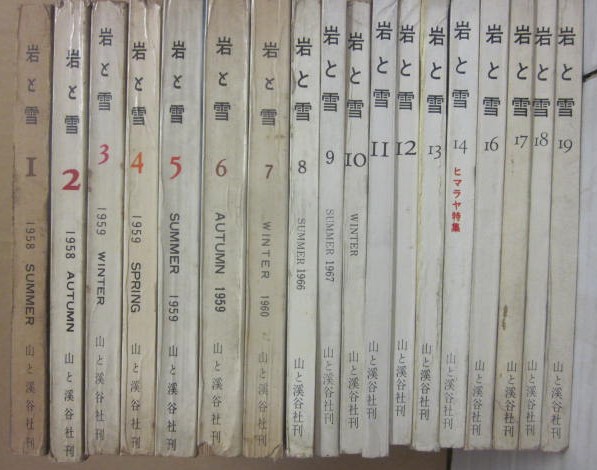 岩と雪 1 1958 SUMMER 山と溪谷社刊
岩と雪 2 1958 AUTUMN 山と溪谷社刊
岩と雪 3 1959 WINTER 山と溪谷社刊
岩と雪 4 1959 SPRING 山と溪谷社刊
岩と雪 5 SUMMER 1959 山と溪谷社刊
岩と雪 6 AUTUMN 1959 山と溪谷社刊
岩と雪 7 WINTER 1960 山と溪谷社刊
岩と雪 8 SUMMER 1966 山と溪谷社刊
岩と雪 9 SUMMER 1967 山と溪谷社刊
岩と雪 10 WINTER 山と溪谷社刊
岩と雪 11 山と溪谷社刊
岩と雪 12 山と溪谷社刊
岩と雪 13 山と溪谷社刊
岩と雪 14 ヒマラヤ特集 山と溪谷社刊
岩と雪 16 山と溪谷社刊
岩と雪 17 山と溪谷社刊
岩と雪 18 山と溪谷社刊
岩と雪 19 山と溪谷社刊